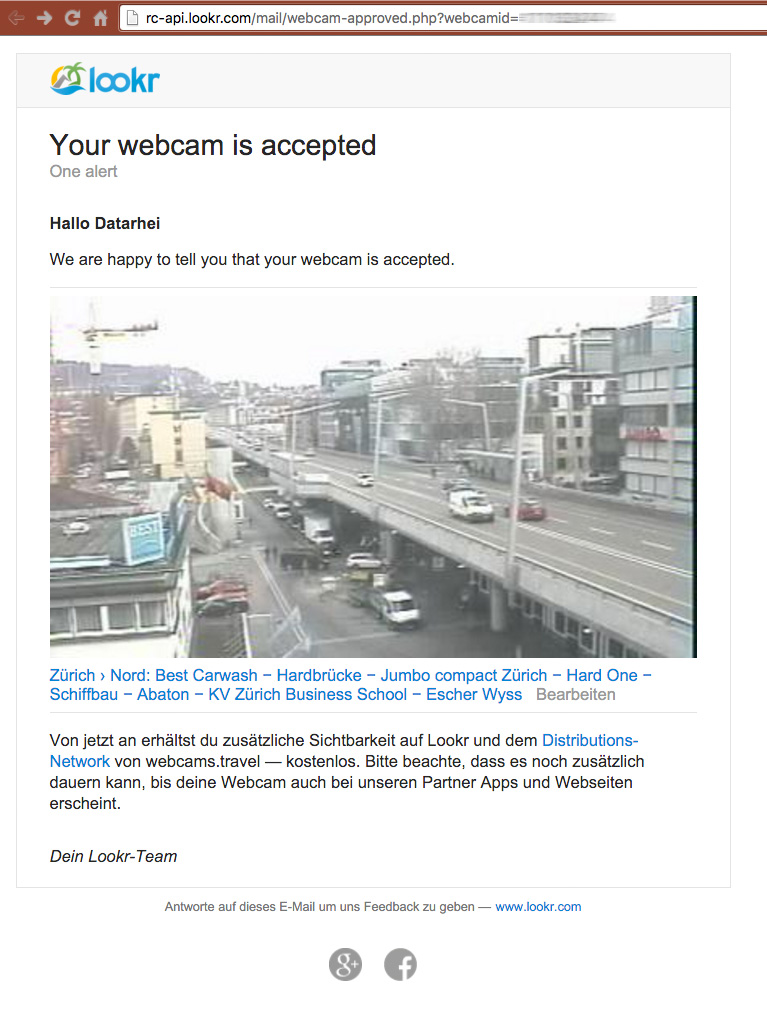 rc-api.lookr.com/mail/webcam-approved.php?webcamid=
lookr
Your webcam is accepted
One alert
Hallo Datarhei
We are happy to tell you that your webcam is accepted.
BEST
Zürich › Nord: Best Carwash – Hardbrücke – Jumbo compact Zürich – Hard One –
Schiffbau – Abaton – KV Zürich Business School – Escher Wyss Bearbeiten
Von jetzt an erhältst du zusätzliche Sichtbarkeit auf Lookr und dem Distributions-
Network von webcams.travel — kostenlos. Bitte beachte, dass es noch zusätzlich
dauern kann, bis deine Webcam auch bei unseren Partner Apps und Webseiten
erscheint.
Dein Lookr-Team
Antworte auf dieses E-Mail um uns Feedback zu geben — www.lookr.com
g+ f